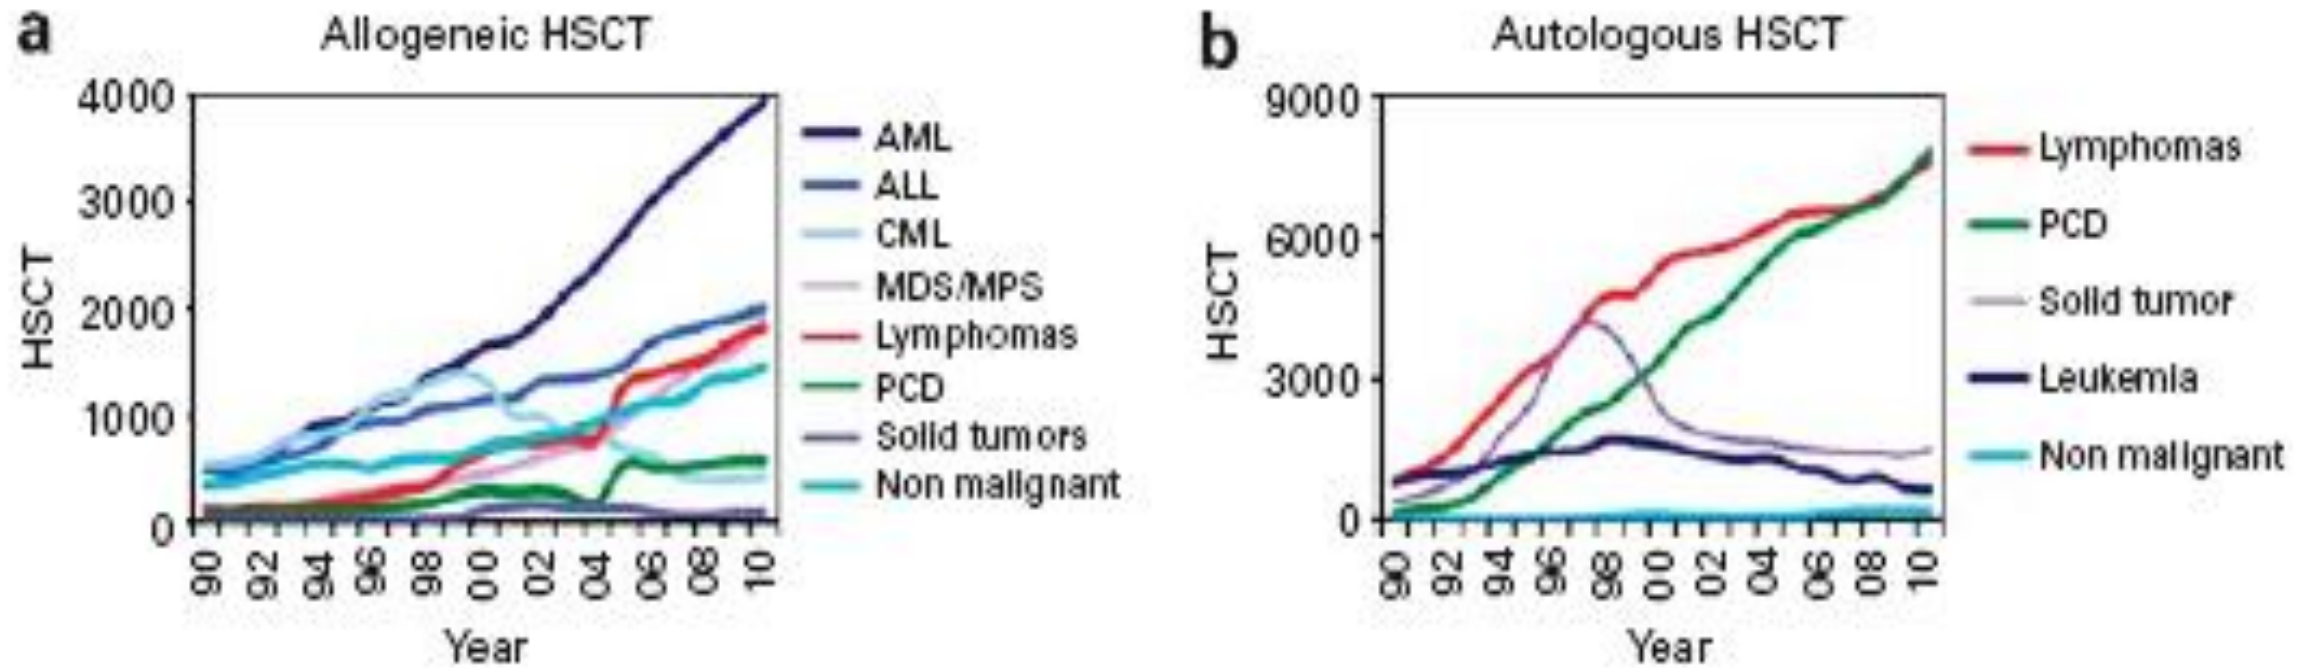 a
Allogeneic HSCT
4000
3000
2000
1000
0
HSCT
90 92 94 96 98 00 02 04 06 08 10
Year
AML
ALL
CML
MDS/MPS
Lymphomas
PCD
Solid tumors
Non malignant
b
Autologous HSCT
9000
6000
3000
0
HSCT
90 92 94 96 98 00 02 04 06 08 10
Year
Lymphomas
PCD
Solid tumor
Leukemia
Non malignant